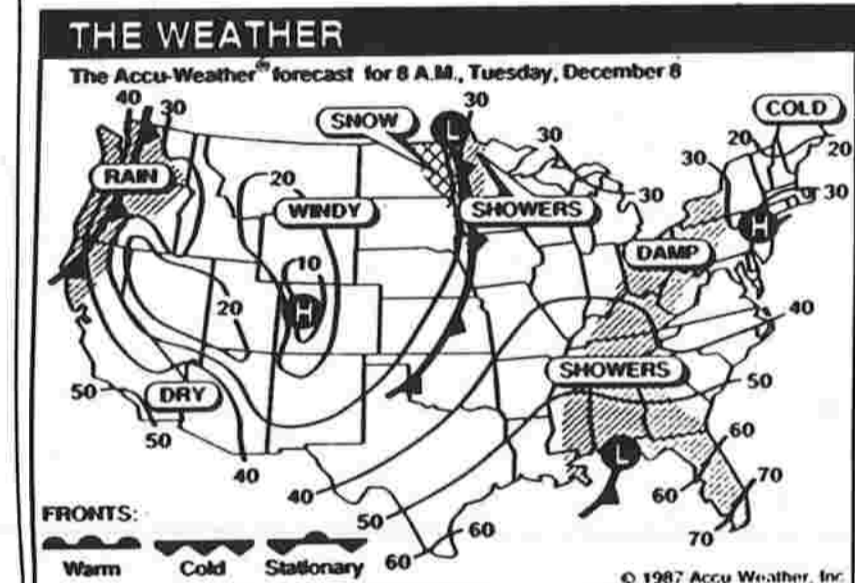 THE WEATHER
The Accu-Weather® forecast for 8 A.M., Tuesday, December 8
40 30
SNOW
L
30
30
COLD
20
20
RAIN
20
WINDY
SHOWERS
30
30
30
H
DAMP
10
H
20
40
SHOWERS
50
DRY
50
50
40
40
50
L
60
60
70
60
60
70
FRONTS:
Warm Cold Stationary
© 1987 Accu Weather, Inc